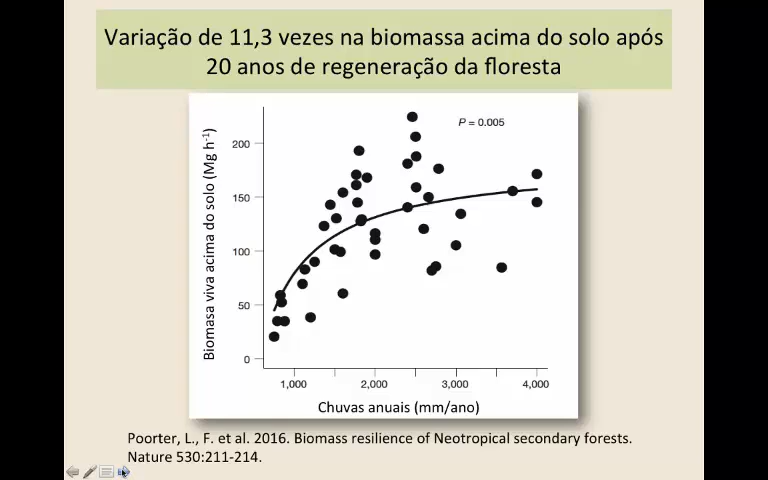 Variação de 11,3 vezes na biomassa acima do solo após
20 anos de regeneração da floresta
P = 0.005
Biomasa viva acima do solo (Mg h-1)
200
150
100
50
0
1,000
2,000
3,000
4,000
Chuvas anuais (mm/ano)
Poorter, L., F. et al. 2016. Biomass resilience of Neotropical secondary forests.
Nature 530:211-214.